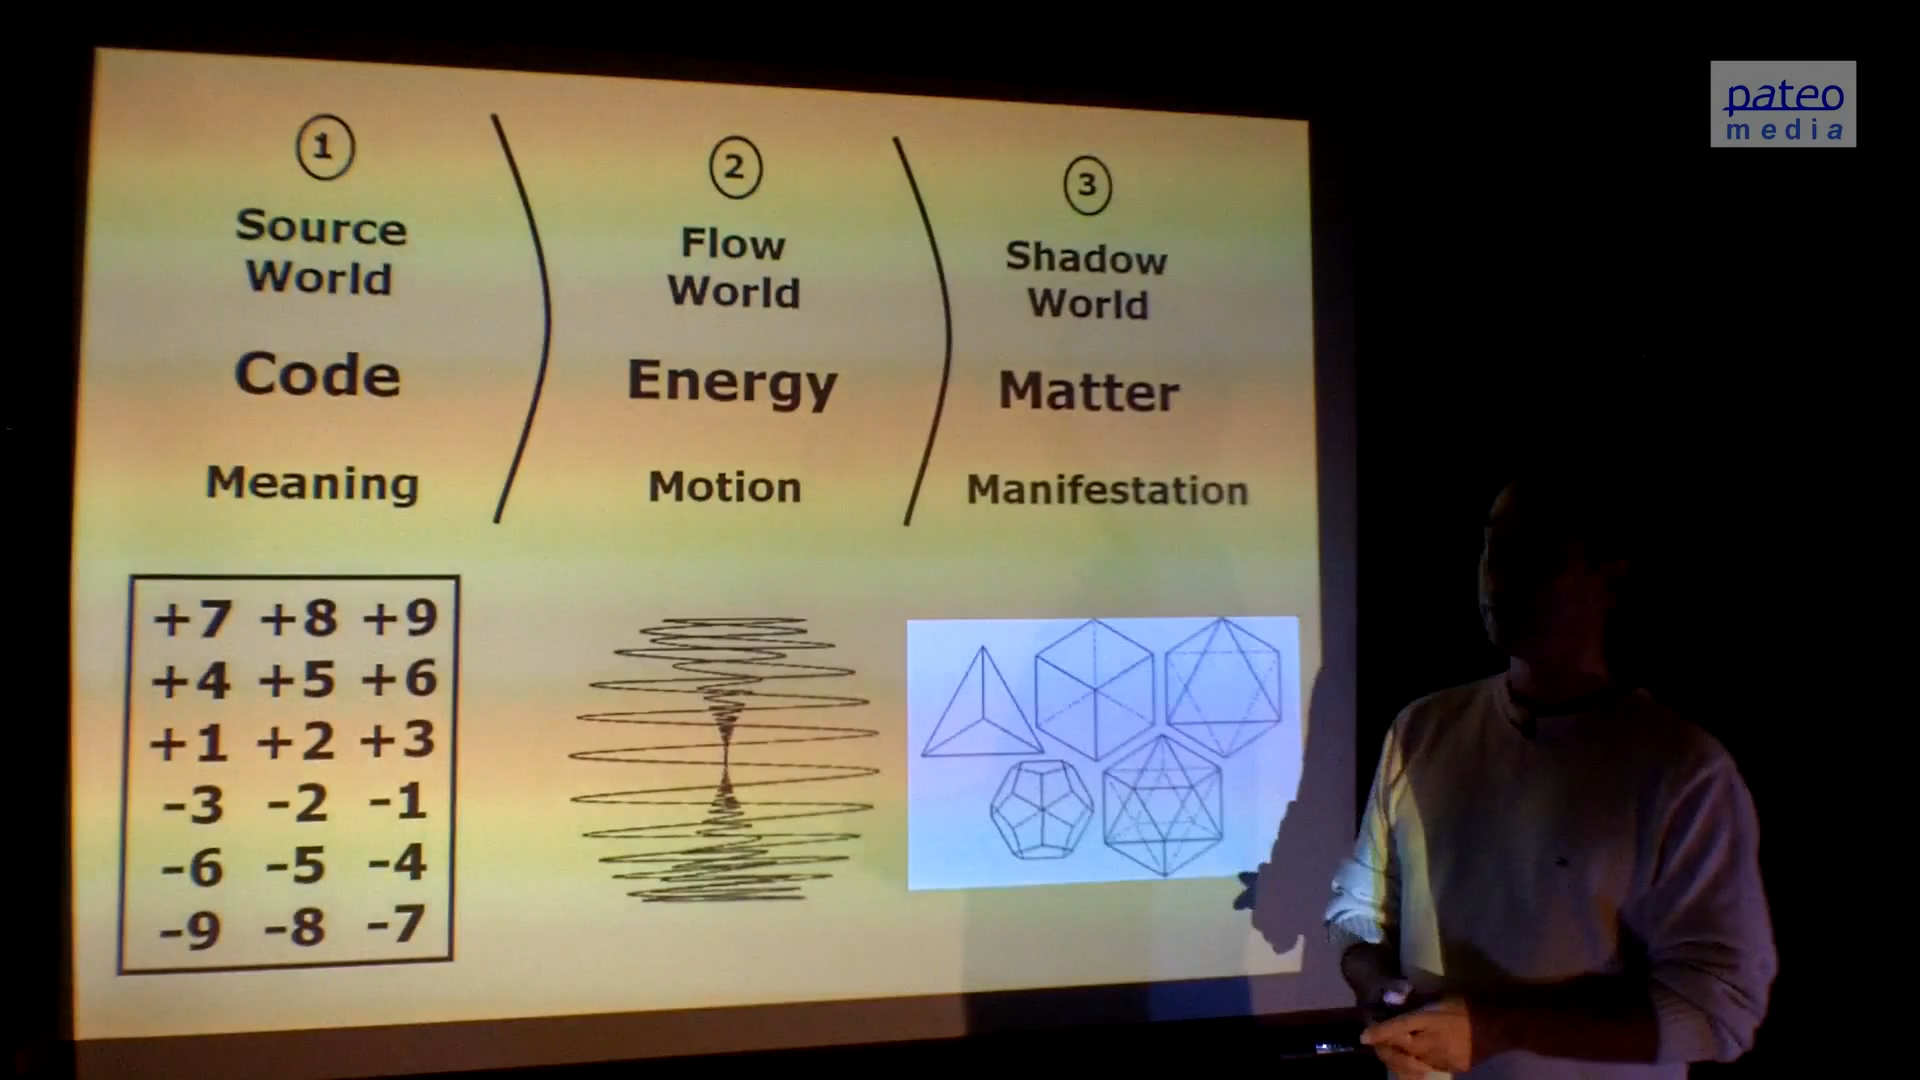 1
Source
World
Code
Meaning
+7 +8 +9
+4 +5 +6
+1 +2 +3
-3 -2 -1
-6 -5 -4
-9 -8 -7
2
Flow
World
Energy
Motion
3
Shadow
World
Matter
Manifestation
pateo
media